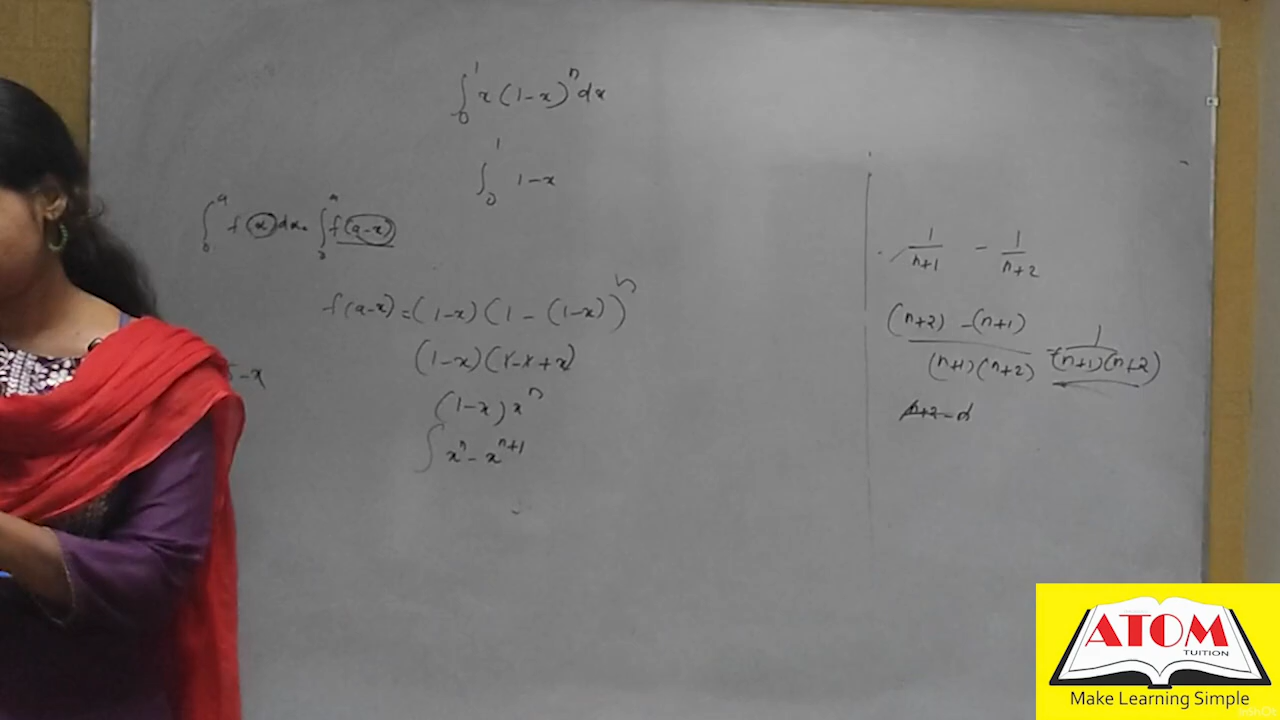 ∫₀¹ x(1-x)ⁿ dx
∫₀¹ 1-x
∫₀ᵃ f(x)dx = ∫₀ᵃ f(a-x)
f(a-x) = (1-x)(1-(1-x))ⁿ
(1-x)(1-1+x)
-x
(1-x)xⁿ
∫ xⁿ - xⁿ⁺¹
1/(n+1) - 1/(n+2)
((n+2)-(n+1))/((n+1)(n+2))
1/((n+1)(n+2))
ATOM
TUITION
Make Learning Simple